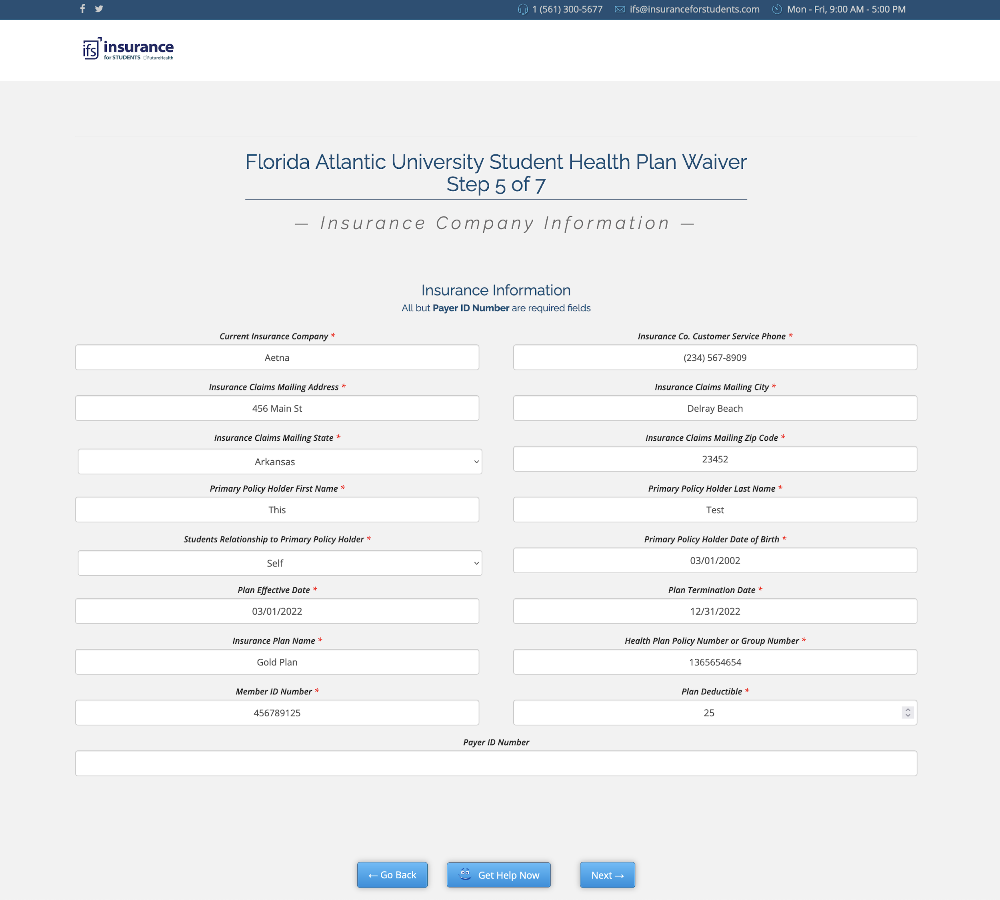 1 (561) 300-5677 ifs@insuranceforstudents.com Mon - Fri, 9:00 AM - 5:00 PM
ifs insurance
for STUDENTS FutureHealth
Florida Atlantic University Student Health Plan Waiver
Step 5 of 7
— Insurance Company Information —
Insurance Information
All but Payer ID Number are required fields
Current Insurance Company * Insurance Co. Customer Service Phone *
Aetna (234) 567-8909
Insurance Claims Mailing Address * Insurance Claims Mailing City *
456 Main St Delray Beach
Insurance Claims Mailing State * Insurance Claims Mailing Zip Code *
Arkansas 23452
Primary Policy Holder First Name * Primary Policy Holder Last Name *
This Test
Students Relationship to Primary Policy Holder * Primary Policy Holder Date of Birth *
Self 03/01/2002
Plan Effective Date * Plan Termination Date *
03/01/2022 12/31/2022
Insurance Plan Name * Health Plan Policy Number or Group Number *
Gold Plan 1365654654
Member ID Number * Plan Deductible *
456789125 25
Payer ID Number
← Go Back Get Help Now Next →